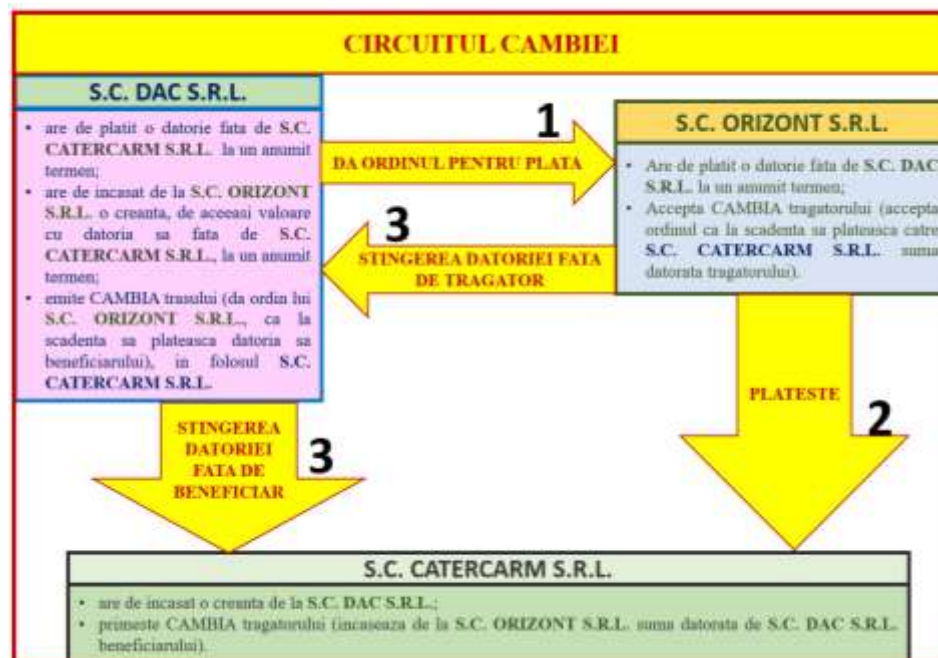 CIRCUITUL CAMBIEI
S.C. DAC S.R.L.
• are de platit o datorie fata de S.C.
CATERCARM S.R.L. la un anumit
termen;
• are de incasat de la S.C. ORIZONT
S.R.L. o creanta, de aceeasi valoare
cu datoria sa fata de S.C.
CATERCARM S.R.L., la un anumit
termen;
• emite CAMBIA trasului (da ordin lui
S.C. ORIZONT S.R.L., ca la
scadenta sa plateasca datoria sa
beneficiarului), in folosul S.C.
CATERCARM S.R.L.
1
DA ORDINUL PENTRU PLATA
3
STINGEREA DATORIEI FATA
DE TRAGATOR
S.C. ORIZONT S.R.L.
• Are de platit o datorie fata de S.C. DAC
S.R.L. la un anumit termen;
• Accepta CAMBIA tragatorului (accepta
ordinul ca la scadenta sa plateasca catre
S.C. CATERCARM S.R.L. suma
datorata tragatorului).
STINGEREA
DATORIEI
FATA DE
BENEFICIAR
3
PLATESTE
2
S.C. CATERCARM S.R.L.
• are de incasat o creanta de la S.C. DAC S.R.L.;
• primeste CAMBIA tragatorului (incaseaza de la S.C. ORIZONT S.R.L. suma datorata de S.C. DAC S.R.L.
beneficiarului).